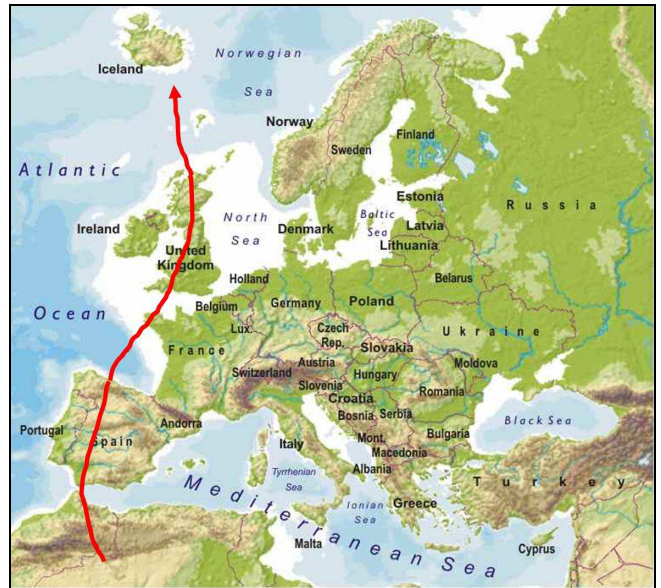 Iceland
Norwegian
Sea
Norway
Finland
Sweden
Atlantic
Estonia
Russia
Latvia
Baltic
Sea
Lithuania
North
Sea
Denmark
Ireland
United
Kingdom
Holland
Belarus
Belgium
Germany
Poland
Ocean
Lux.
Czech
Rep.
Ukraine
France
Slovakia
Moldova
Austria
Switzerland
Hungary
Slovenia
Romania
Croatia
Bosnia
Serbia
Portugal
Andorra
Spain
Italy
Mont.
Bulgaria
Black Sea
Macedonia
Tyrrhenian
Sea
Albania
Turkey
Mediterranean Sea
Ionian
Sea
Greece
Malta
Cyprus